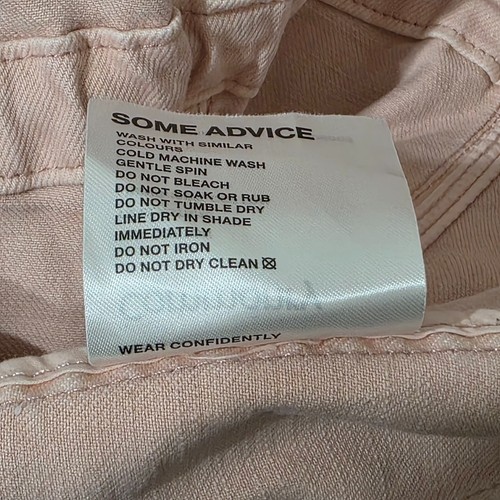 SOME ADVICE
WASH WITH SIMILAR
COLOURS
COLD MACHINE WASH
GENTLE SPIN
DO NOT BLEACH
DO NOT SOAK OR RUB
DO NOT TUMBLE DRY
LINE DRY IN SHADE
IMMEDIATELY
DO NOT IRON
DO NOT DRY CLEAN
WEAR CONFIDENTLY